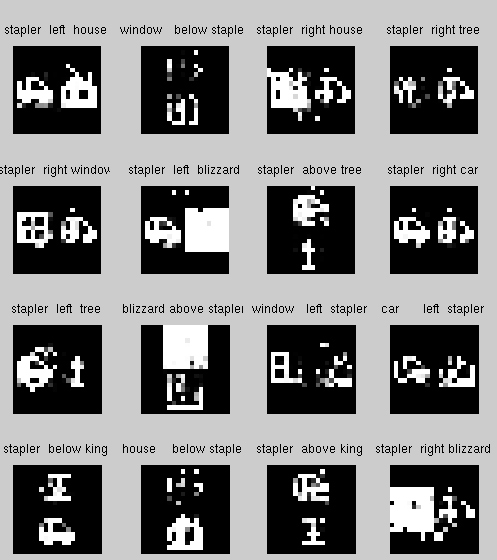 stapler left house
window below staple
stapler right house
stapler right tree
stapler right window
stapler left blizzard
stapler above tree
stapler right car
stapler left tree
blizzard above stapler
window left stapler
car left stapler
stapler below king
house below staple
stapler above king
stapler right blizzard